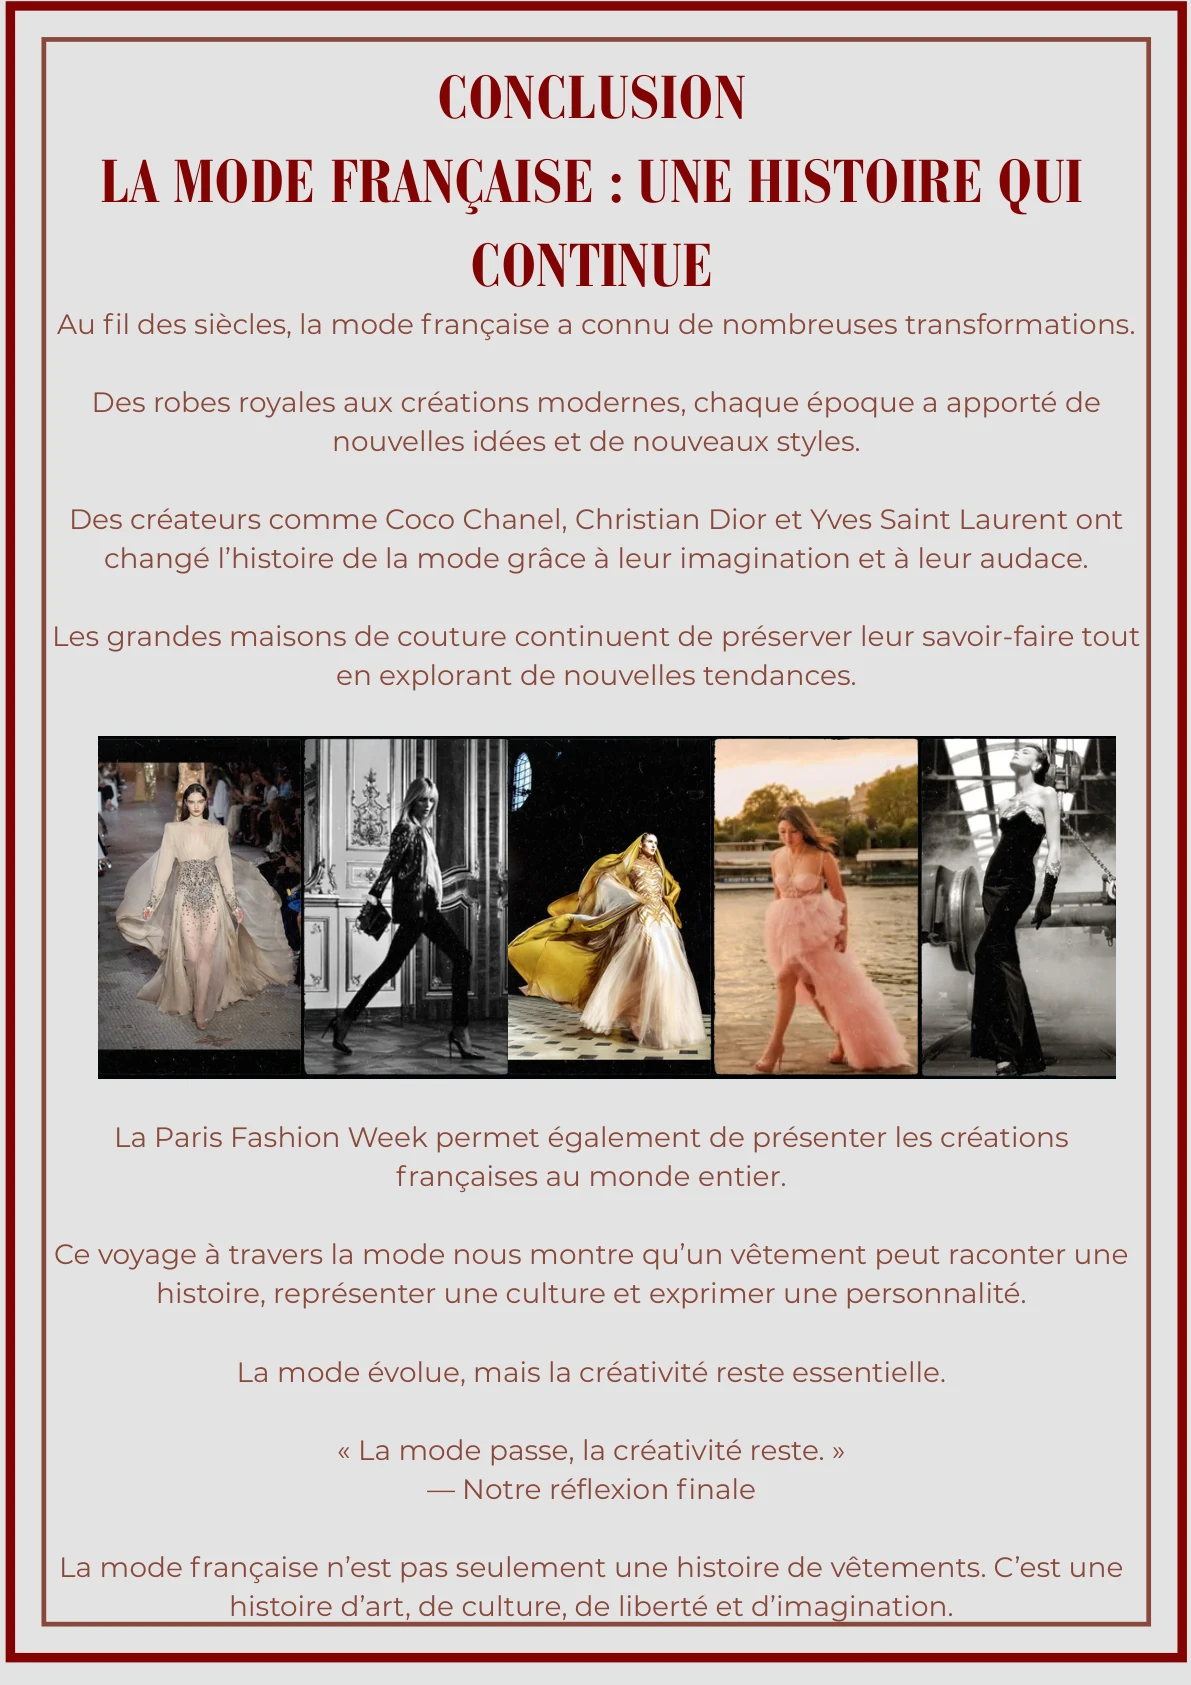 CONCLUSION
LA MODE FRANÇAISE : UNE HISTOIRE QUI
CONTINUE
Au fil des siècles, la mode française a connu de nombreuses transformations.
Des robes royales aux créations modernes, chaque époque a apporté de
nouvelles idées et de nouveaux styles.
Des créateurs comme Coco Chanel, Christian Dior et Yves Saint Laurent ont
changé l’histoire de la mode grâce à leur imagination et à leur audace.
Les grandes maisons de couture continuent de préserver leur savoir-faire tout
en explorant de nouvelles tendances.
La Paris Fashion Week permet également de présenter les créations
françaises au monde entier.
Ce voyage à travers la mode nous montre qu’un vêtement peut raconter une
histoire, représenter une culture et exprimer une personnalité.
La mode évolue, mais la créativité reste essentielle.
« La mode passe, la créativité reste. »
— Notre réflexion finale
La mode française n’est pas seulement une histoire de vêtements. C’est une
histoire d’art, de culture, de liberté et d’imagination.